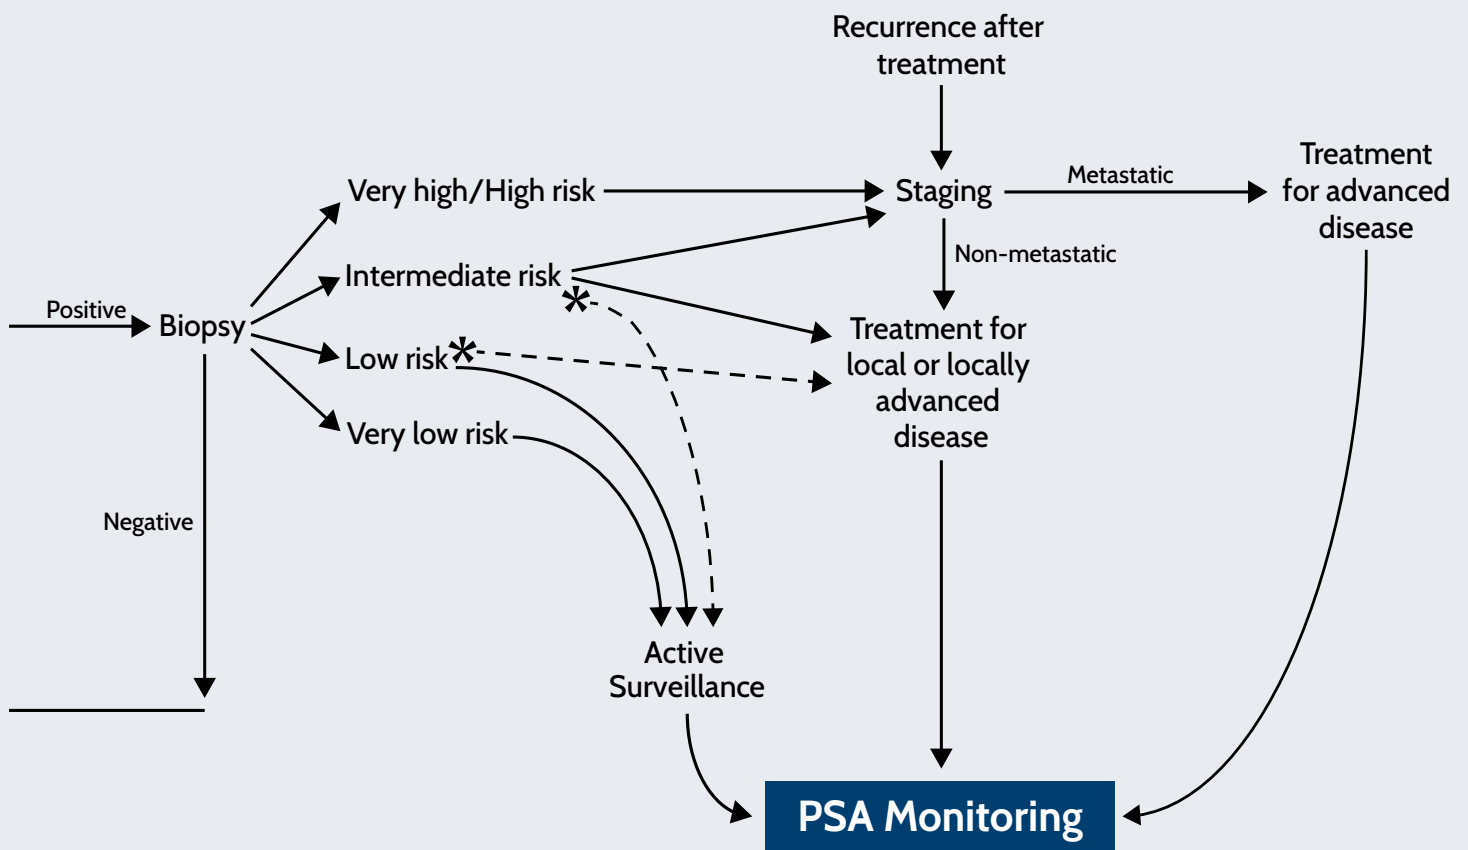 Recurrence after
treatment
Very high/High risk
Staging
Metastatic
Treatment
for advanced
disease
Non-metastatic
Intermediate risk
*
Positive
Biopsy
Low risk
*
Treatment for
local or locally
advanced
disease
Very low risk
Negative
Active
Surveillance
PSA Monitoring